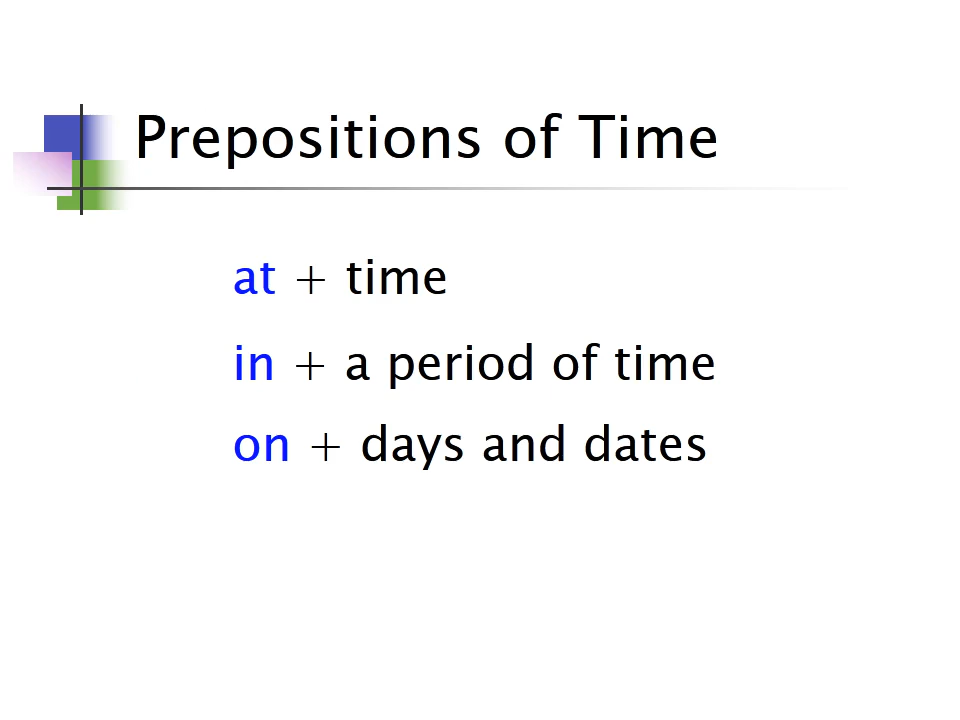 Prepositions of Time
at + time
in + a period of time
on + days and dates